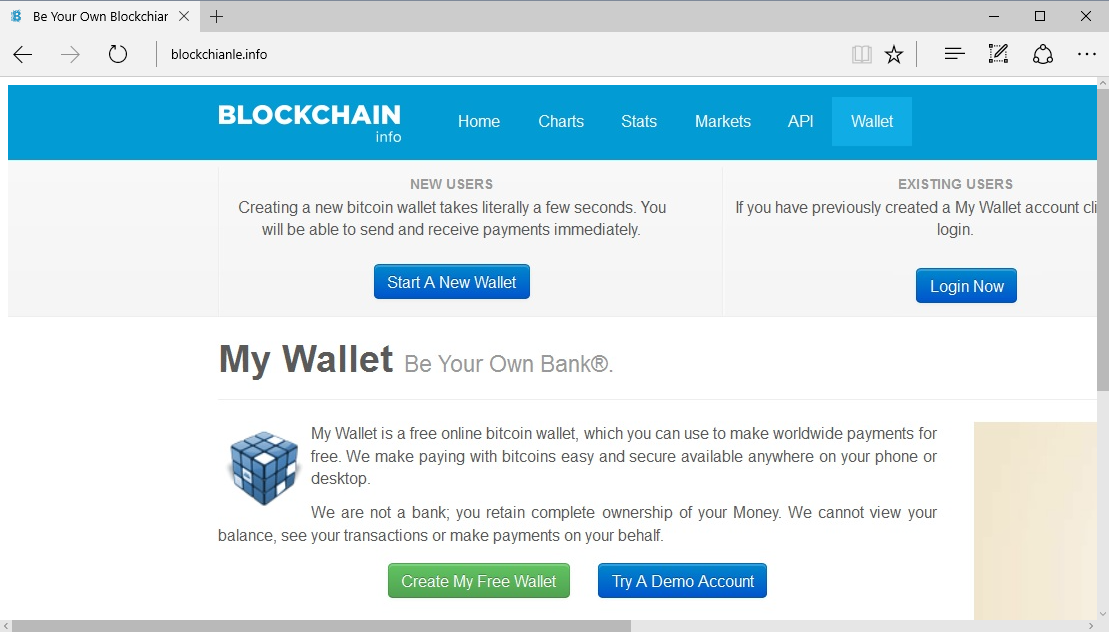 Be Your Own Blockchiar
blockchianle.info
BLOCKCHAIN
info
Home Charts Stats Markets API Wallet
NEW USERS
Creating a new bitcoin wallet takes literally a few seconds. You
will be able to send and receive payments immediately.
Start A New Wallet
EXISTING USERS
If you have previously created a My Wallet account cli
login.
Login Now
My Wallet Be Your Own Bank®.
My Wallet is a free online bitcoin wallet, which you can use to make worldwide payments for
free. We make paying with bitcoins easy and secure available anywhere on your phone or
desktop.
We are not a bank; you retain complete ownership of your Money. We cannot view your
balance, see your transactions or make payments on your behalf.
Create My Free Wallet Try A Demo Account